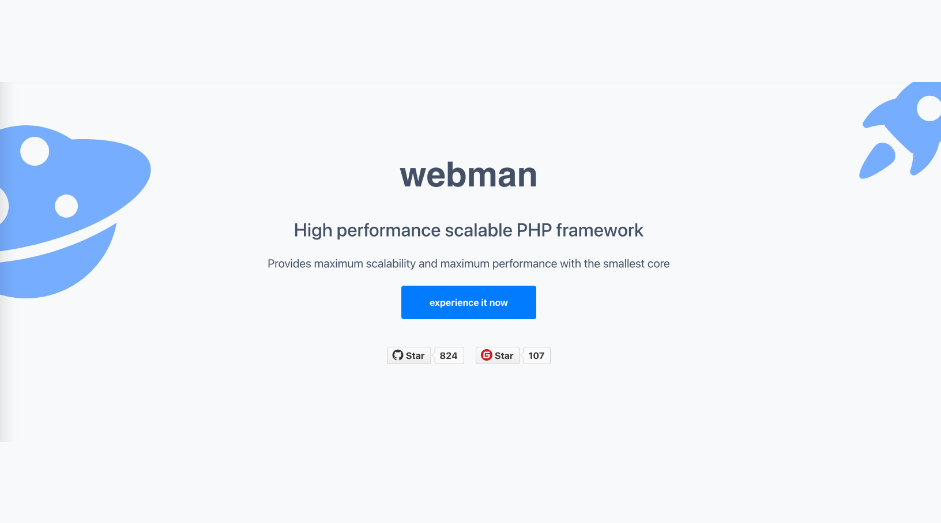 webman
High performance scalable PHP framework
Provides maximum scalability and maximum performance with the smallest core
experience it now
Star 824 Star 107